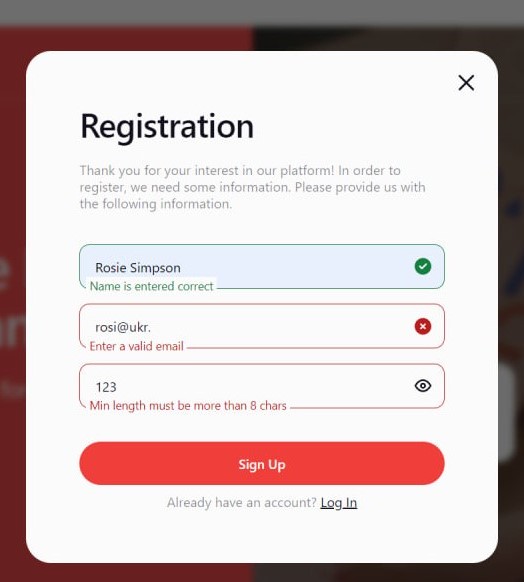 Registration
Thank you for your interest in our platform! In order to
register, we need some information. Please provide us with
the following information.
Rosie Simpson
Name is entered correct
rosi@ukr.
Enter a valid email
123
Min length must be more than 8 chars
Sign Up
Already have an account? Log In